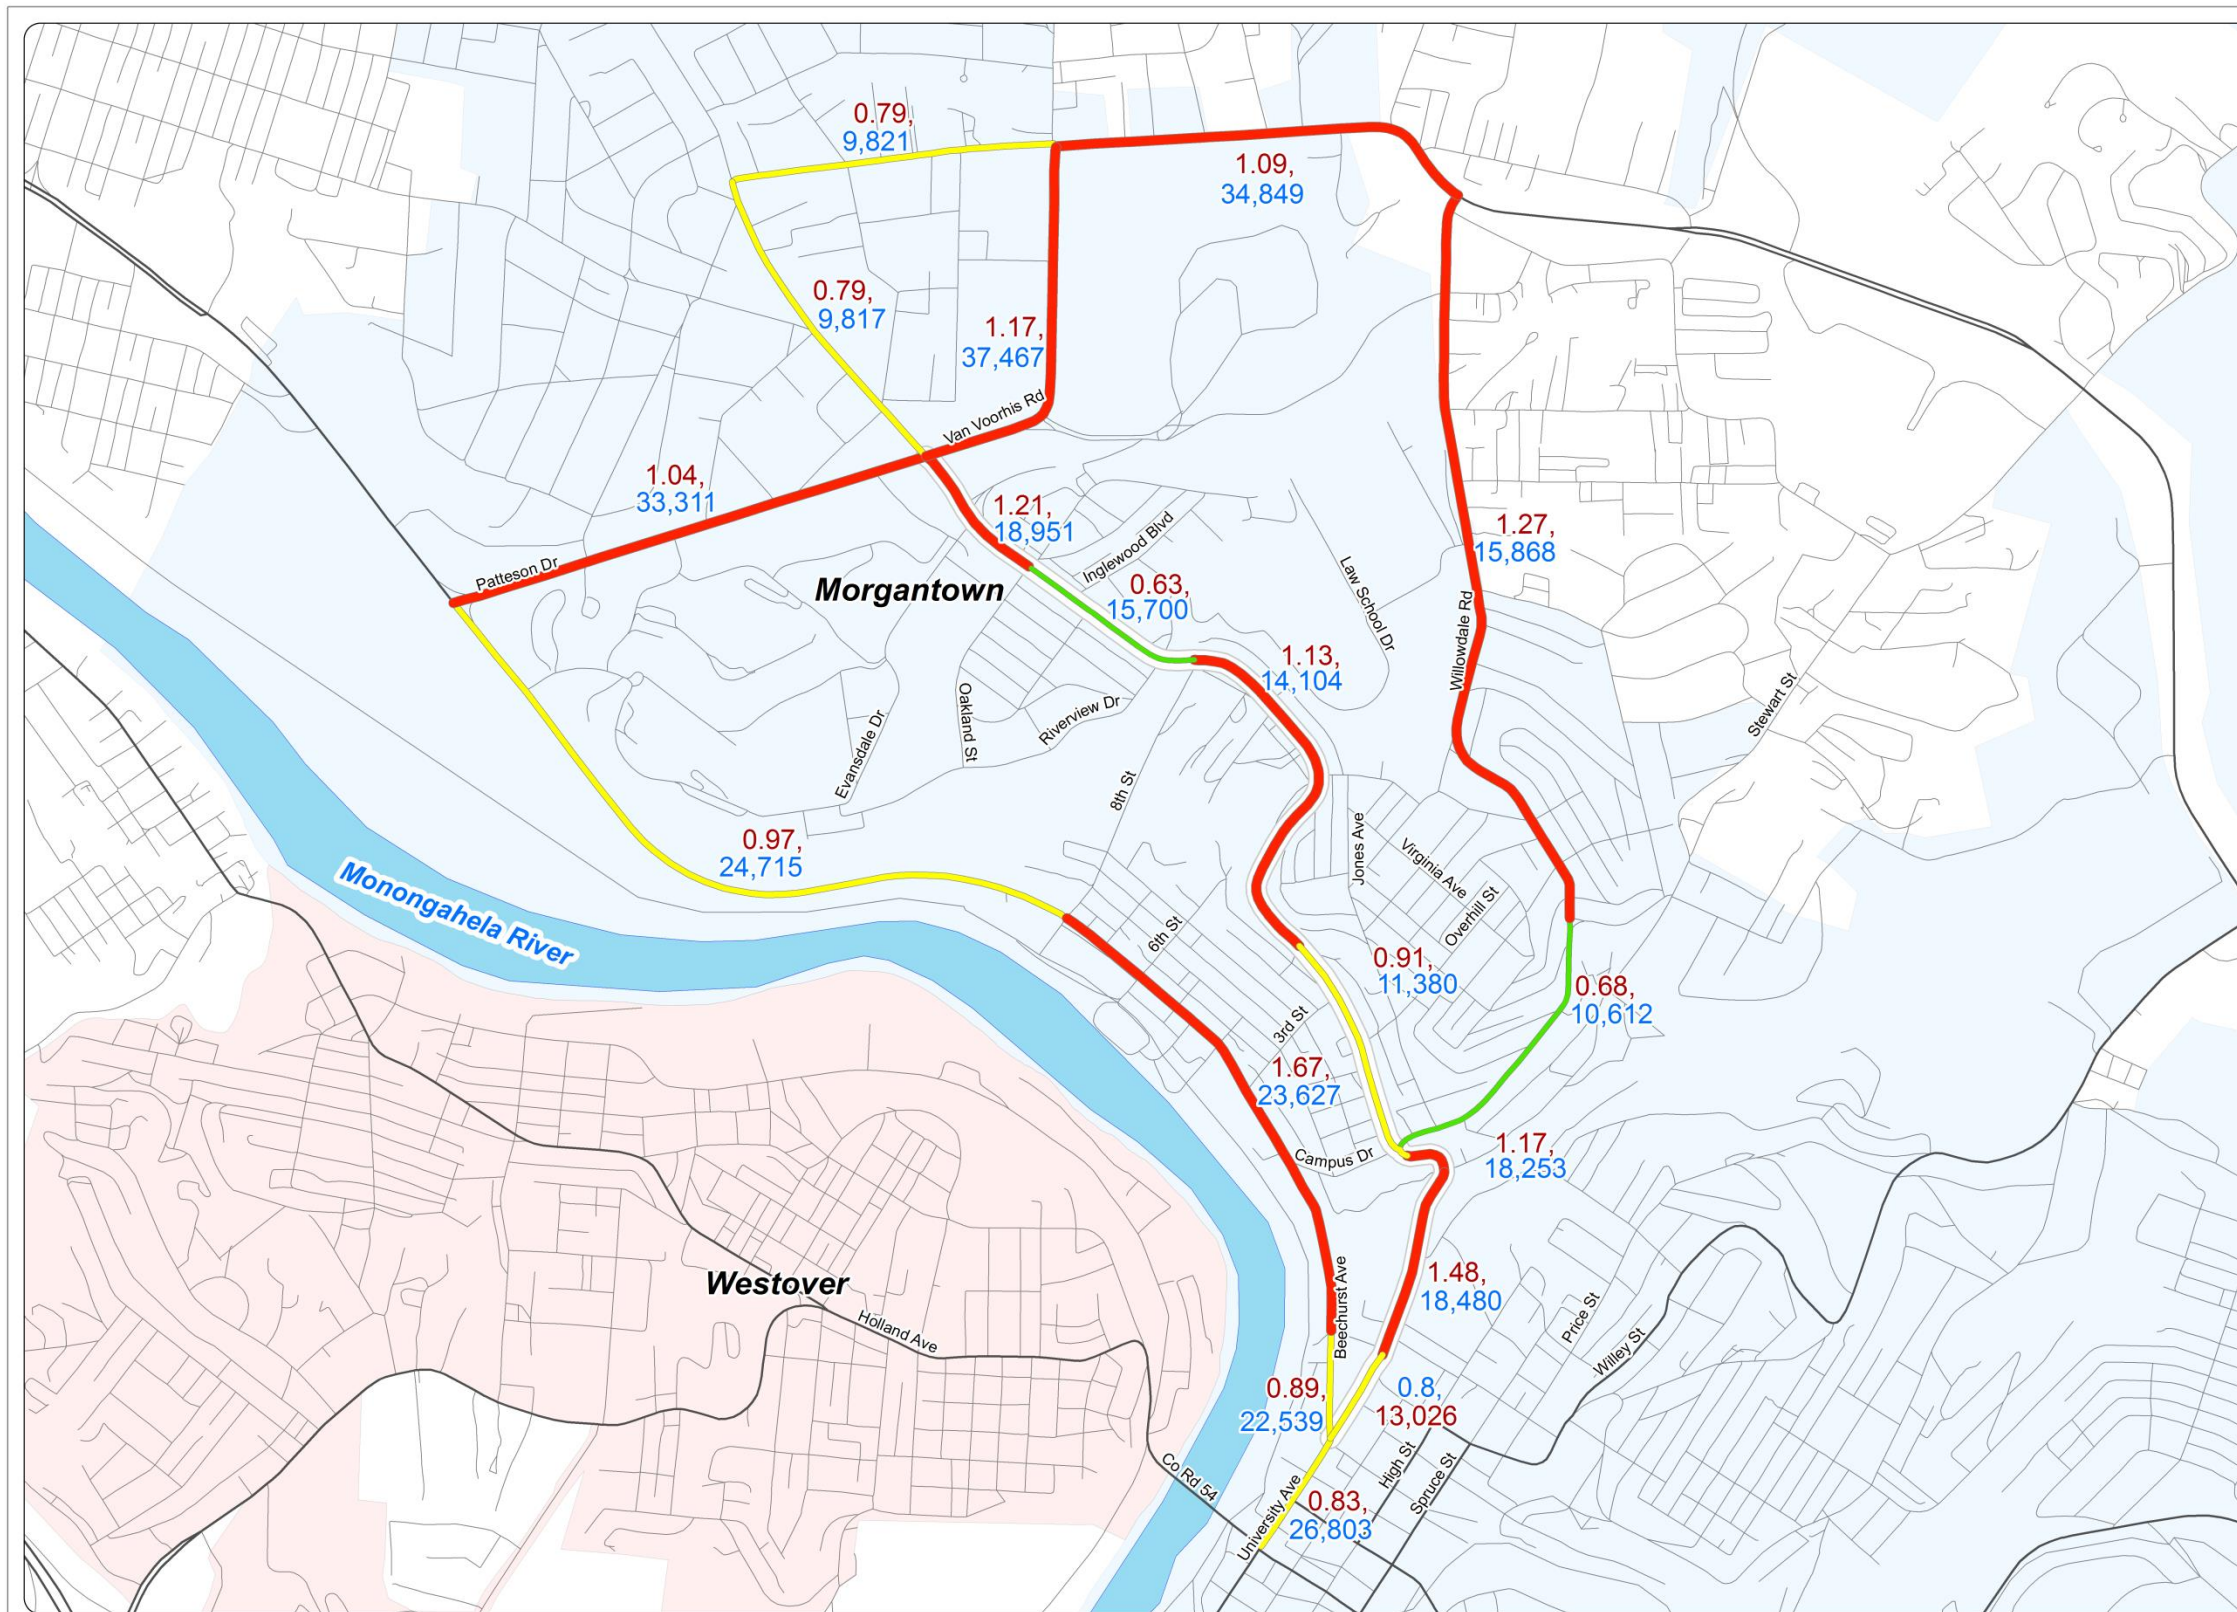 0.79,
9,821
1.09,
34,849
0.79,
9,817
1.17,
37,467
Van Voorhis Rd
1.04,
33,311
1.21,
18,951
Inglewood Blvd
1.27,
15,868
Patteson Dr
Morgantown
0.63,
15,700
Law School Dr
Willowdale Rd
1.13,
14,104
Oakland St
Riverview Dr
Evansdale Dr
Stewart St
8th St
0.97,
24,715
Jones Ave
Virginia Ave
Overhill St
Monongahela River
6th St
0.91,
11,380
0.68,
10,612
3rd St
1.67,
23,627
Campus Dr
1.17,
18,253
Westover
Holland Ave
Beechurst Ave
1.48,
18,480
Price St
Willey St
0.89,
22,539
0.8,
13,026
High St
Spruce St
Co Rd 54
University Ave
0.83,
26,803